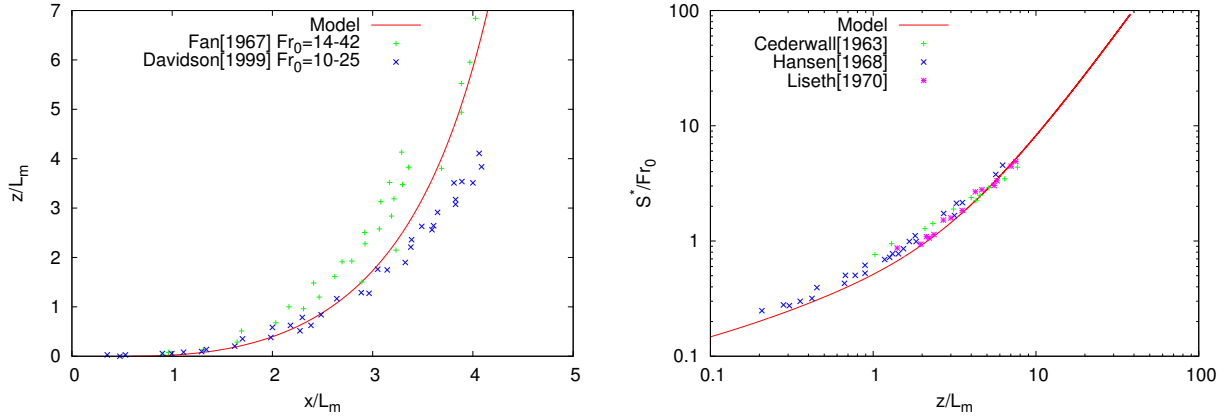 Model
Fan[1967] Fr₀=14-42
Davidson[1999] Fr₀=10-25
7
6
5
4
3
2
1
0
z/Lₘ
0 1 2 3 4 5
x/Lₘ
Model
Cederwall[1963]
Hansen[1968]
Liseth[1970]
100
10
1
0.1
S*/Fr₀
0.1 1 10 100
z/Lₘ